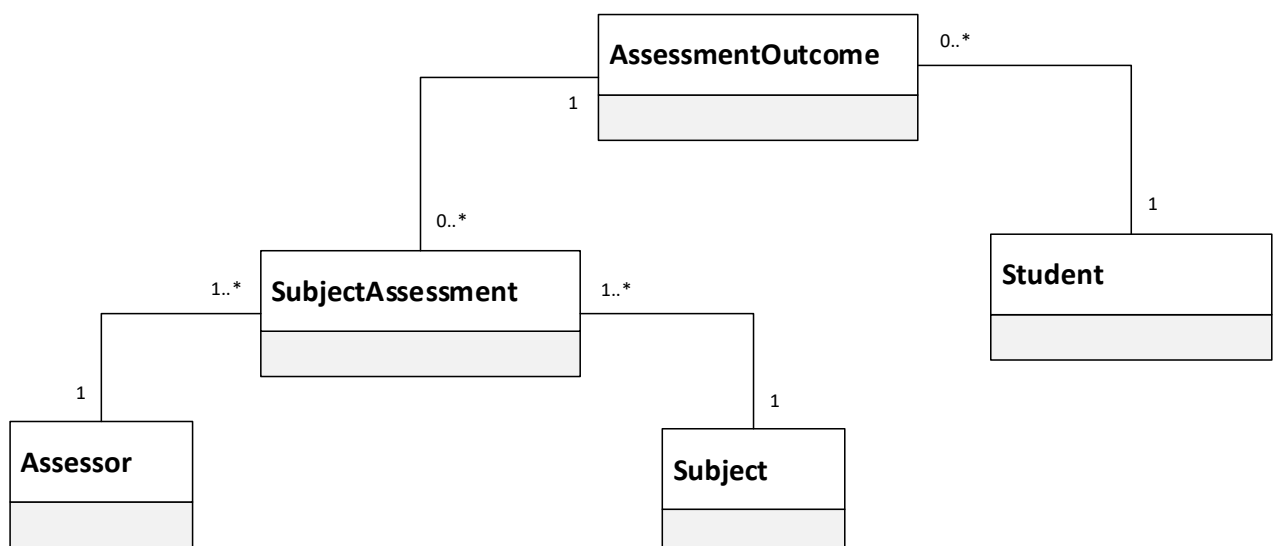 AssessmentOutcome
0..*
1
0..*
1
1..*
SubjectAssessment
1..*
Student
1
1
Assessor
Subject